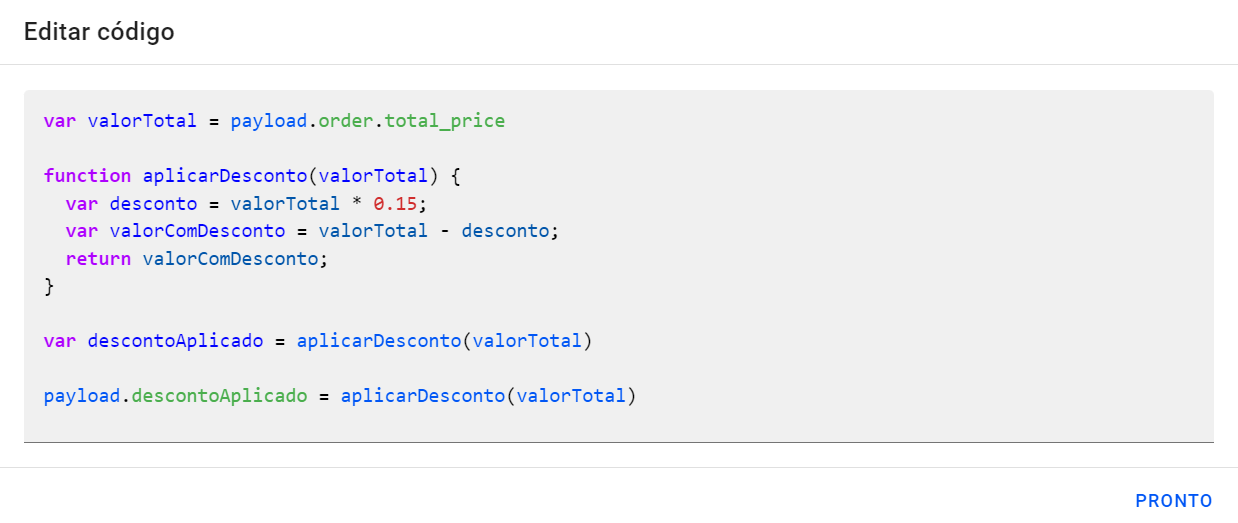 Editar código
var valorTotal = payload.order.total_price
function aplicarDesconto(valorTotal) {
  var desconto = valorTotal * 0.15;
  var valorComDesconto = valorTotal - desconto;
  return valorComDesconto;
}
var descontoAplicado = aplicarDesconto(valorTotal)
payload.descontoAplicado = aplicarDesconto(valorTotal)
PRONTO